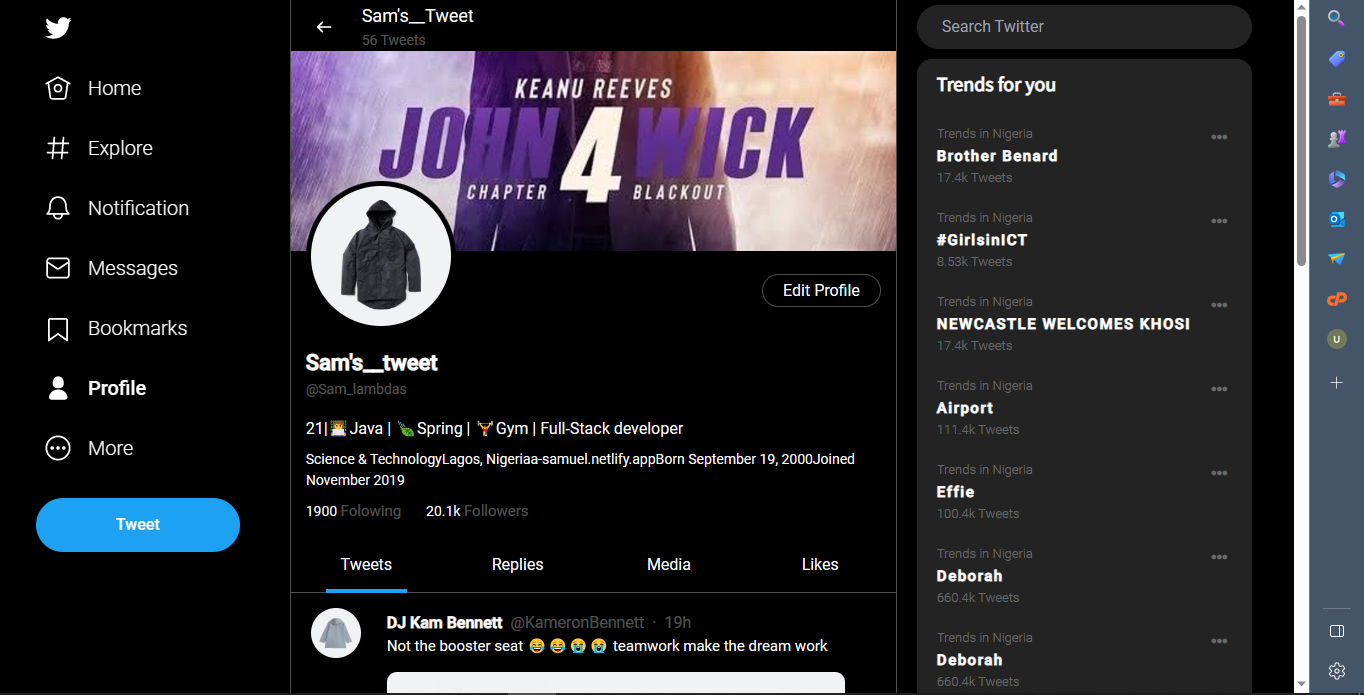 Home
Explore
Notification
Messages
Bookmarks
Profile
More
Tweet
Sam's__Tweet
56 Tweets
KEANU REEVES
JOHN 4 WICK
CHAPTER BLACKOUT
Edit Profile
Sam's__tweet
@Sam_lambdas
21|👨‍💻Java | 🍃Spring | 🏋Gym | Full-Stack developer
Science & TechnologyLagos, Nigeriaa-samuel.netlify.appBorn September 19, 2000Joined
November 2019
1900 Folowing 20.1k Followers
Tweets Replies Media Likes
DJ Kam Bennett @KameronBennett · 19h
Not the booster seat 😂 😂 😭 😭 teamwork make the dream work
Search Twitter
Trends for you
Trends in Nigeria
Brother Benard
17.4k Tweets
Trends in Nigeria
#GirlsinICT
8.53k Tweets
Trends in Nigeria
NEWCASTLE WELCOMES KHOSI
17.4k Tweets
Trends in Nigeria
Airport
111.4k Tweets
Trends in Nigeria
Effie
100.4k Tweets
Trends in Nigeria
Deborah
660.4k Tweets
Trends in Nigeria
Deborah
660.4k Tweets
U